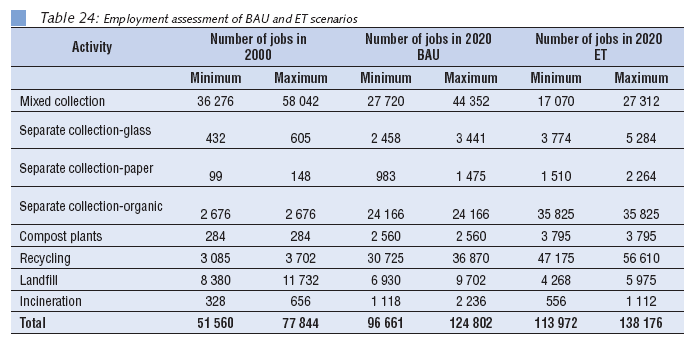 Table 24: Employment assessment of BAU and ET scenarios
Activity Number of jobs in 2000 Number of jobs in 2020 BAU Number of jobs in 2020 ET
Minimum Maximum Minimum Maximum Minimum Maximum
Mixed collection 36 276 58 042 27 720 44 352 17 070 27 312
Separate collection-glass 432 605 2 458 3 441 3 774 5 284
Separate collection-paper 99 148 983 1 475 1 510 2 264
Separate collection-organic 2 676 2 676 24 166 24 166 35 825 35 825
Compost plants 284 284 2 560 2 560 3 795 3 795
Recycling 3 085 3 702 30 725 36 870 47 175 56 610
Landfill 8 380 11 732 6 930 9 702 4 268 5 975
Incineration 328 656 1 118 2 236 556 1 112
Total 51 560 77 844 96 661 124 802 113 972 138 176